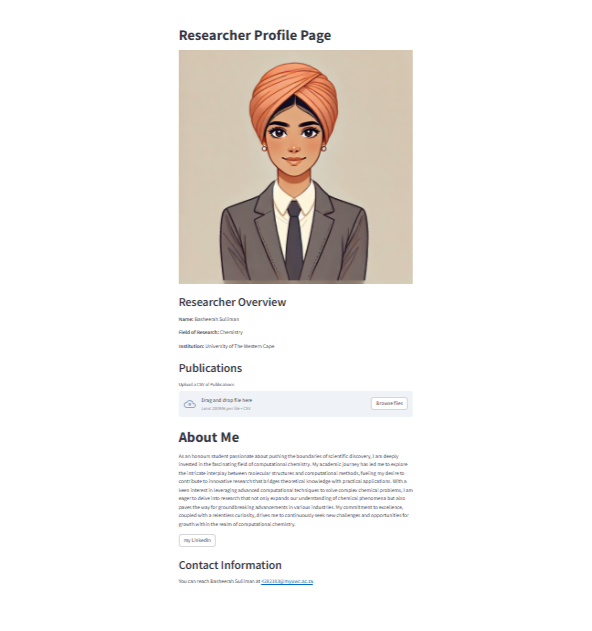 Researcher Profile Page
Researcher Overview
Name: Basheerah Sulliman
Field of Research: Chemistry
Institution: University of The Western Cape
Publications
Upload a CSV of Publications
Drag and drop file here
Limit 200MB per file • CSV
Browse files
About Me
As an honours student passionate about pushing the boundaries of scientific discovery, I am deeply
invested in the fascinating field of computational chemistry. My academic journey has led me to explore
the intricate interplay between molecular structures and computational methods, fueling my desire to
contribute to innovative research that bridges theoretical knowledge with practical applications. With a
keen interest in leveraging advanced computational techniques to solve complex chemical problems, I am
eager to delve into research that not only expands our understanding of chemical phenomena but also
paves the way for groundbreaking advancements in various industries. My commitment to excellence,
coupled with a relentless curiosity, drives me to continuously seek new challenges and opportunities for
growth within the realm of computational chemistry.
my LinkedIn
Contact Information
You can reach Basheerah Sulliman at